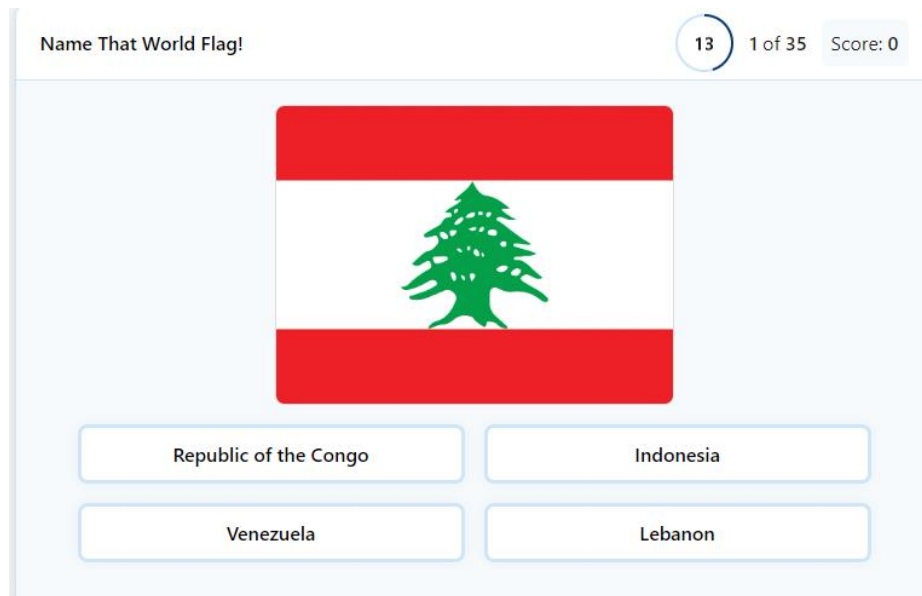 Name That World Flag! 13 1 of 35 Score: 0
Republic of the Congo Indonesia
Venezuela Lebanon